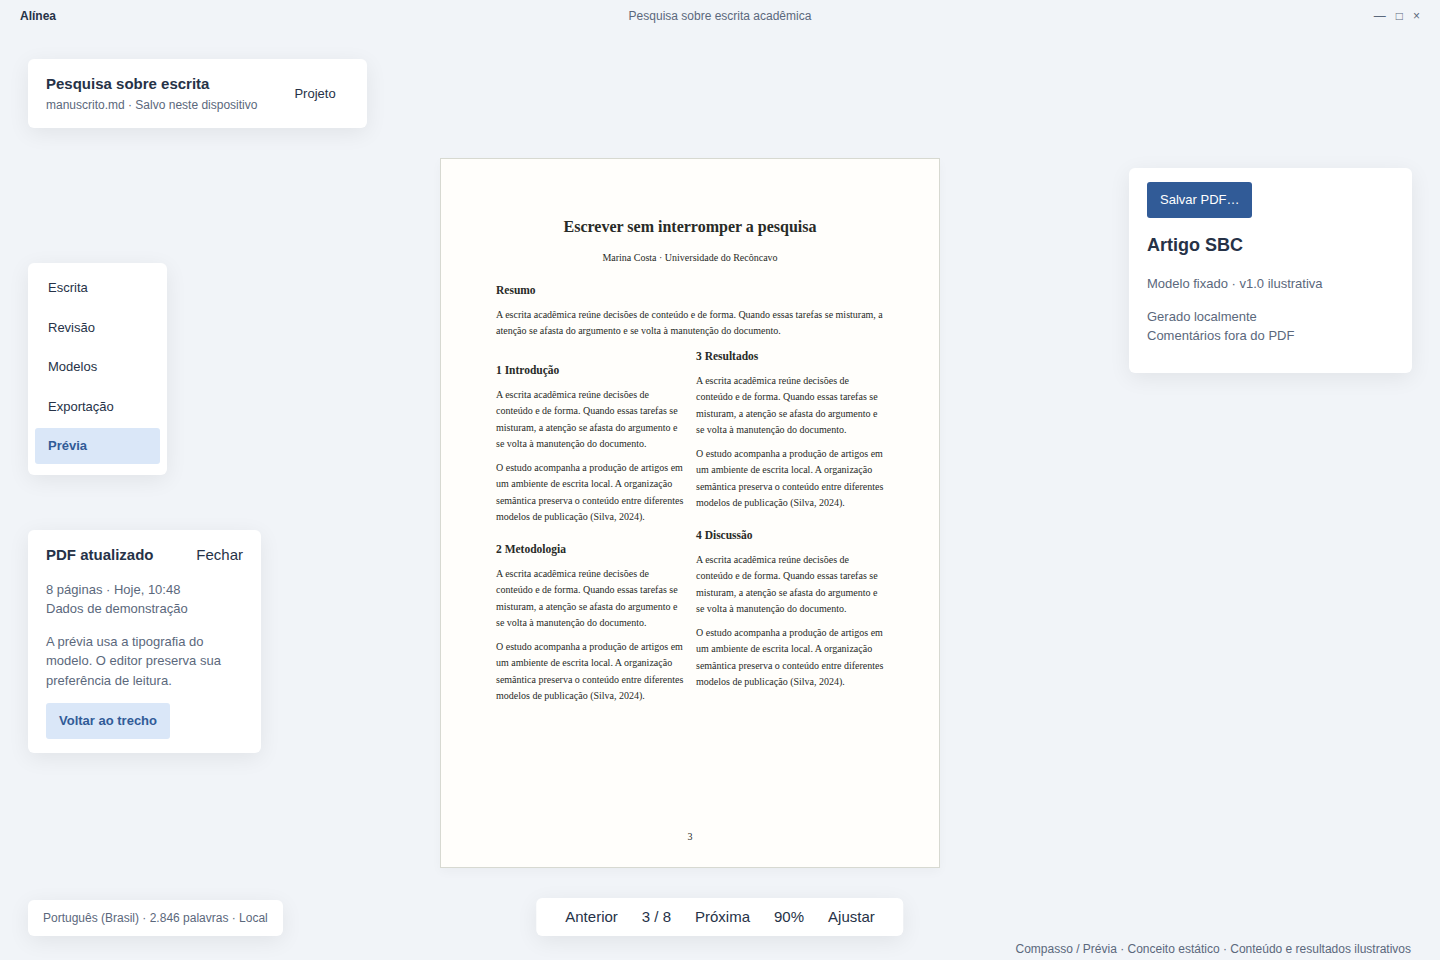 Alínea
Pesquisa sobre escrita acadêmica
— □ ×
Pesquisa sobre escrita
manuscrito.md · Salvo neste dispositivo
Projeto
Escrita
Revisão
Modelos
Exportação
Prévia
PDF atualizado
Fechar
8 páginas · Hoje, 10:48
Dados de demonstração
A prévia usa a tipografia do
modelo. O editor preserva sua
preferência de leitura.
Voltar ao trecho
Escrever sem interromper a pesquisa
Marina Costa · Universidade do Recôncavo
Resumo
A escrita acadêmica reúne decisões de conteúdo e de forma. Quando essas tarefas se misturam, a
atenção se afasta do argumento e se volta à manutenção do documento.
1 Introdução
A escrita acadêmica reúne decisões de
conteúdo e de forma. Quando essas tarefas se
misturam, a atenção se afasta do argumento e
se volta à manutenção do documento.
O estudo acompanha a produção de artigos em
um ambiente de escrita local. A organização
semântica preserva o conteúdo entre diferentes
modelos de publicação (Silva, 2024).
2 Metodologia
A escrita acadêmica reúne decisões de
conteúdo e de forma. Quando essas tarefas se
misturam, a atenção se afasta do argumento e
se volta à manutenção do documento.
O estudo acompanha a produção de artigos em
um ambiente de escrita local. A organização
semântica preserva o conteúdo entre diferentes
modelos de publicação (Silva, 2024).
3 Resultados
A escrita acadêmica reúne decisões de
conteúdo e de forma. Quando essas tarefas se
misturam, a atenção se afasta do argumento e
se volta à manutenção do documento.
O estudo acompanha a produção de artigos em
um ambiente de escrita local. A organização
semântica preserva o conteúdo entre diferentes
modelos de publicação (Silva, 2024).
4 Discussão
A escrita acadêmica reúne decisões de
conteúdo e de forma. Quando essas tarefas se
misturam, a atenção se afasta do argumento e
se volta à manutenção do documento.
O estudo acompanha a produção de artigos em
um ambiente de escrita local. A organização
semântica preserva o conteúdo entre diferentes
modelos de publicação (Silva, 2024).
3
Salvar PDF…
Artigo SBC
Modelo fixado · v1.0 ilustrativa
Gerado localmente
Comentários fora do PDF
Português (Brasil) · 2.846 palavras · Local
Anterior 3 / 8 Próxima 90% Ajustar
Compasso / Prévia · Conceito estático · Conteúdo e resultados ilustrativos